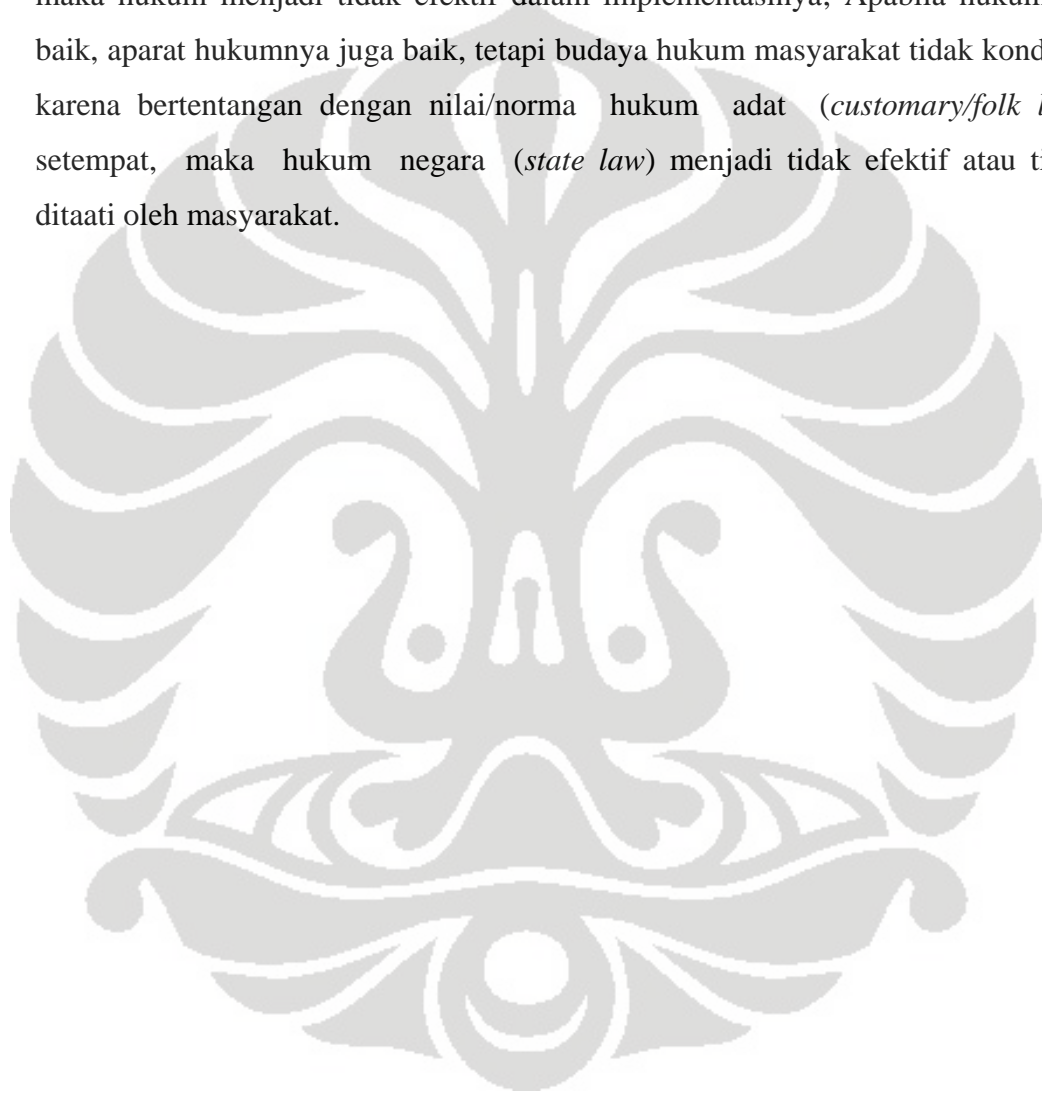 maka hukum menjadi tidak efektif dalam implementasinya; Apabila hukum
baik, aparat hukumnya juga baik, tetapi budaya hukum masyarakat tidak kond
karena bertentangan dengan nilai/norma hukum adat (customary/folk l
setempat, maka hukum negara (state law) menjadi tidak efektif atau ti
ditaati oleh masyarakat.